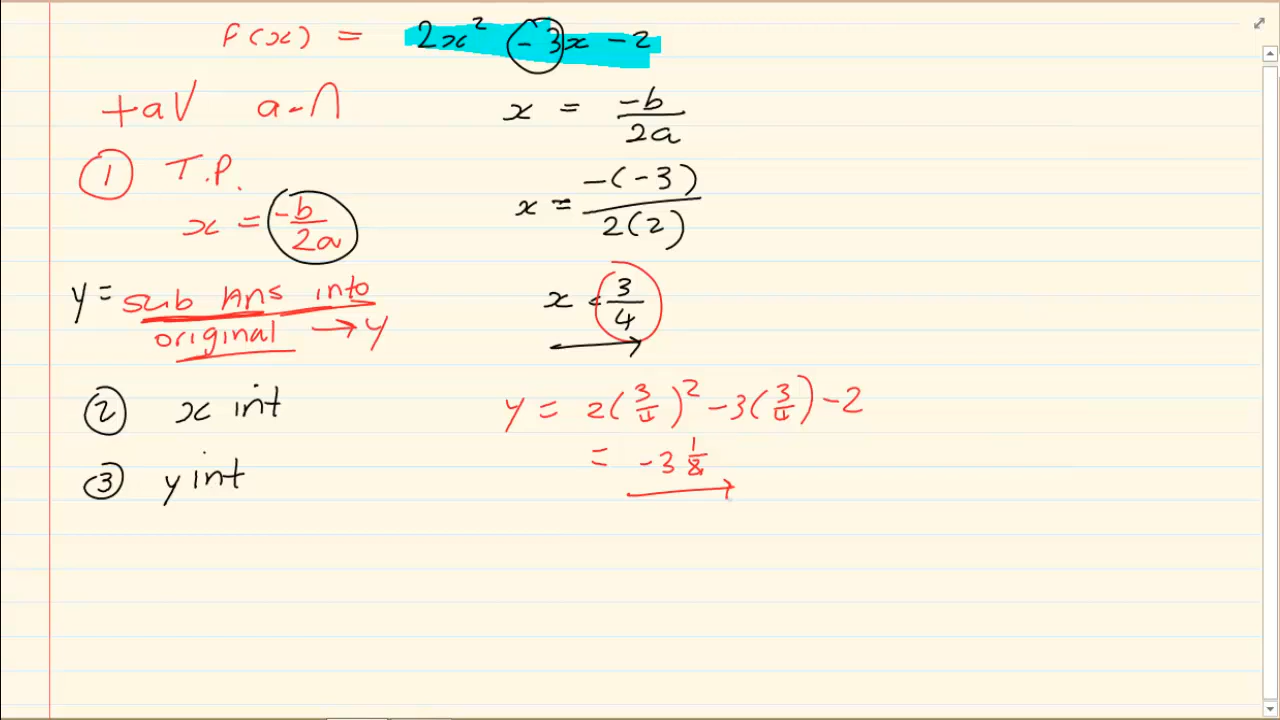 f(x) = 2x² -3x -2
+a V a - ∩
① T.P.
x = -b/2a
y = sub Ans into
original → y
② x int
③ y int
x = -b/2a
x = -(-3)/2(2)
x = 3/4
y = 2(3/4)² -3(3/4) -2
= -3 1/8